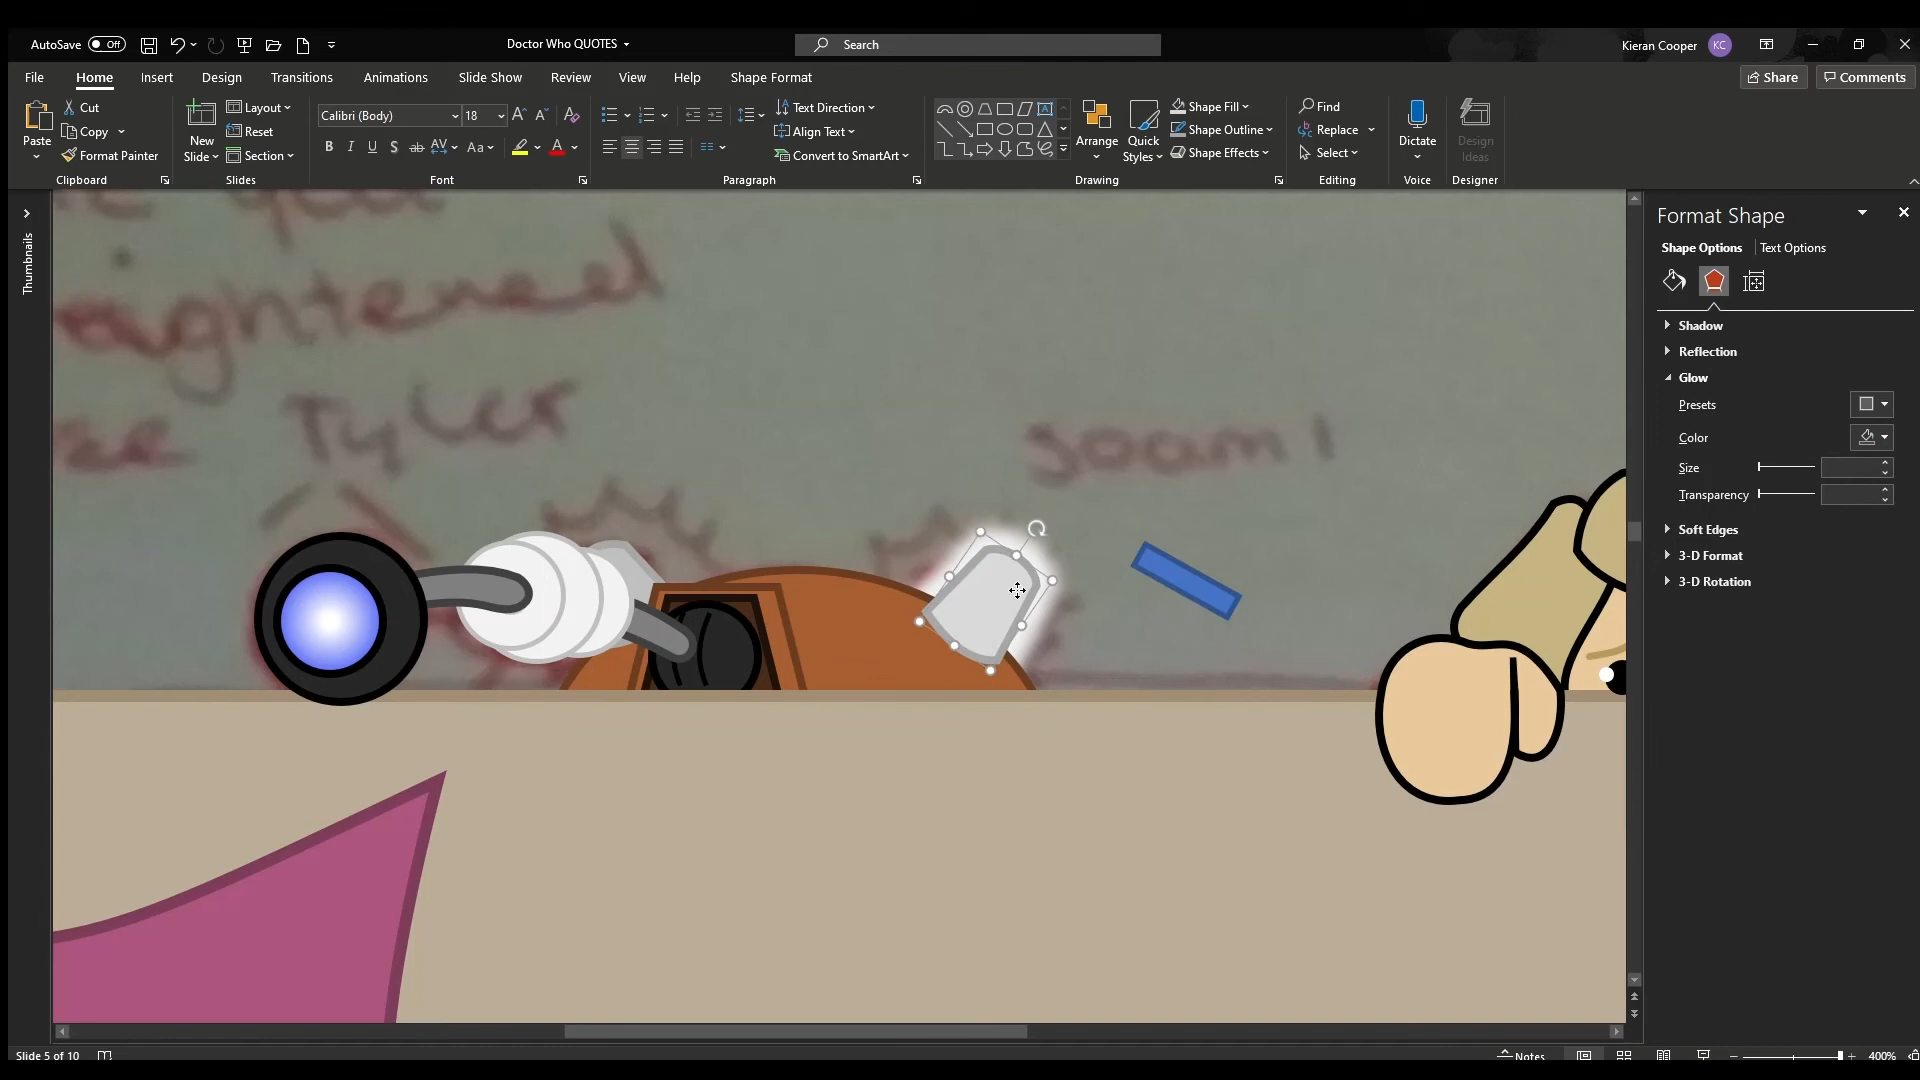 AutoSave Off
Doctor Who QUOTES
Search
Kieran Cooper KC
File Home Insert Design Transitions Animations Slide Show Review View Help Shape Format
Share Comments
Paste
Cut
Copy
Format Painter
Clipboard
New Slide
Layout
Reset
Section
Slides
Calibri (Body) 18
B I U S ab AV Aa A
Font
Text Direction
Align Text
Convert to SmartArt
Paragraph
Arrange
Quick Styles
Shape Fill
Shape Outline
Shape Effects
Drawing
Find
Replace
Select
Editing
Dictate
Voice
Design Ideas
Designer
Thumbnails
aghtened
Tyler
Format Shape
Shape Options Text Options
Shadow
Reflection
Glow
Presets
Color
Size
Transparency
Soft Edges
3-D Format
3-D Rotation
Slide 5 of 10
Notes
400%